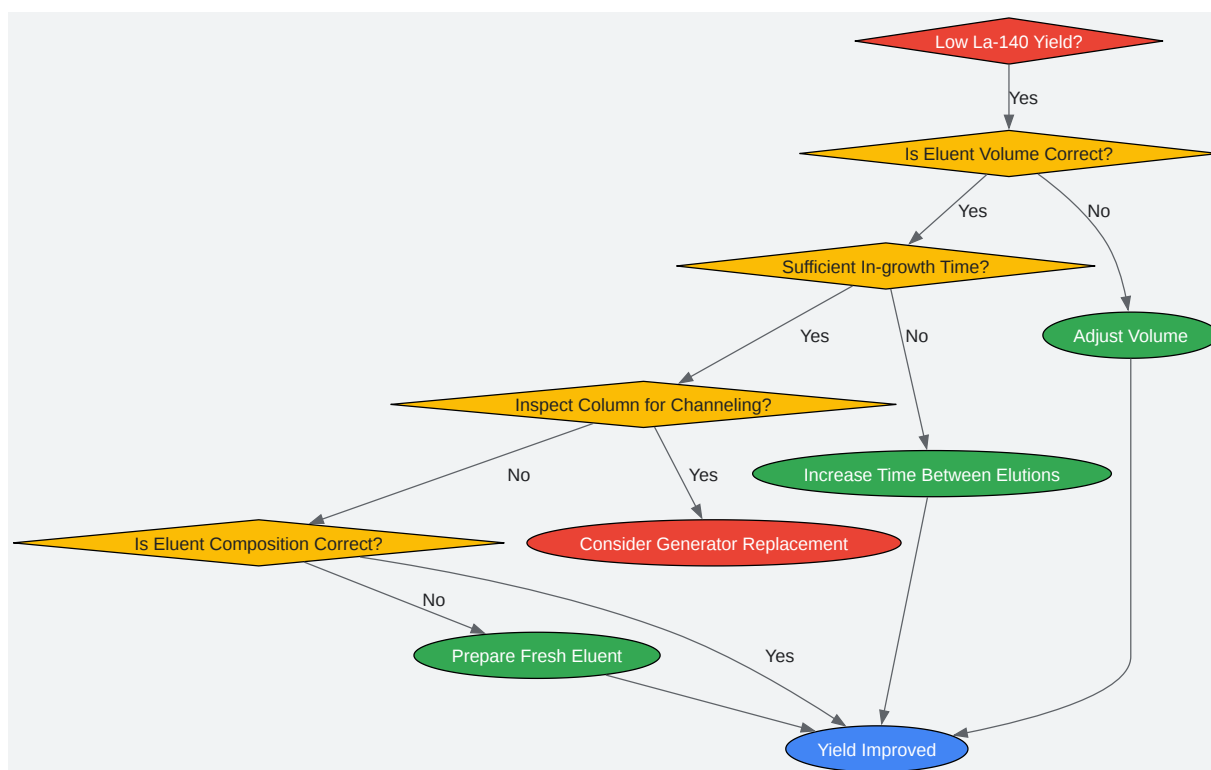 Low La-140 Yield?
Yes
Is Eluent Volume Correct?
Yes
No
Sufficient In-growth Time?
Yes
No
Adjust Volume
Inspect Column for Channeling?
No
Yes
Increase Time Between Elutions
Is Eluent Composition Correct?
Consider Generator Replacement
No
Yes
Prepare Fresh Eluent
Yield Improved